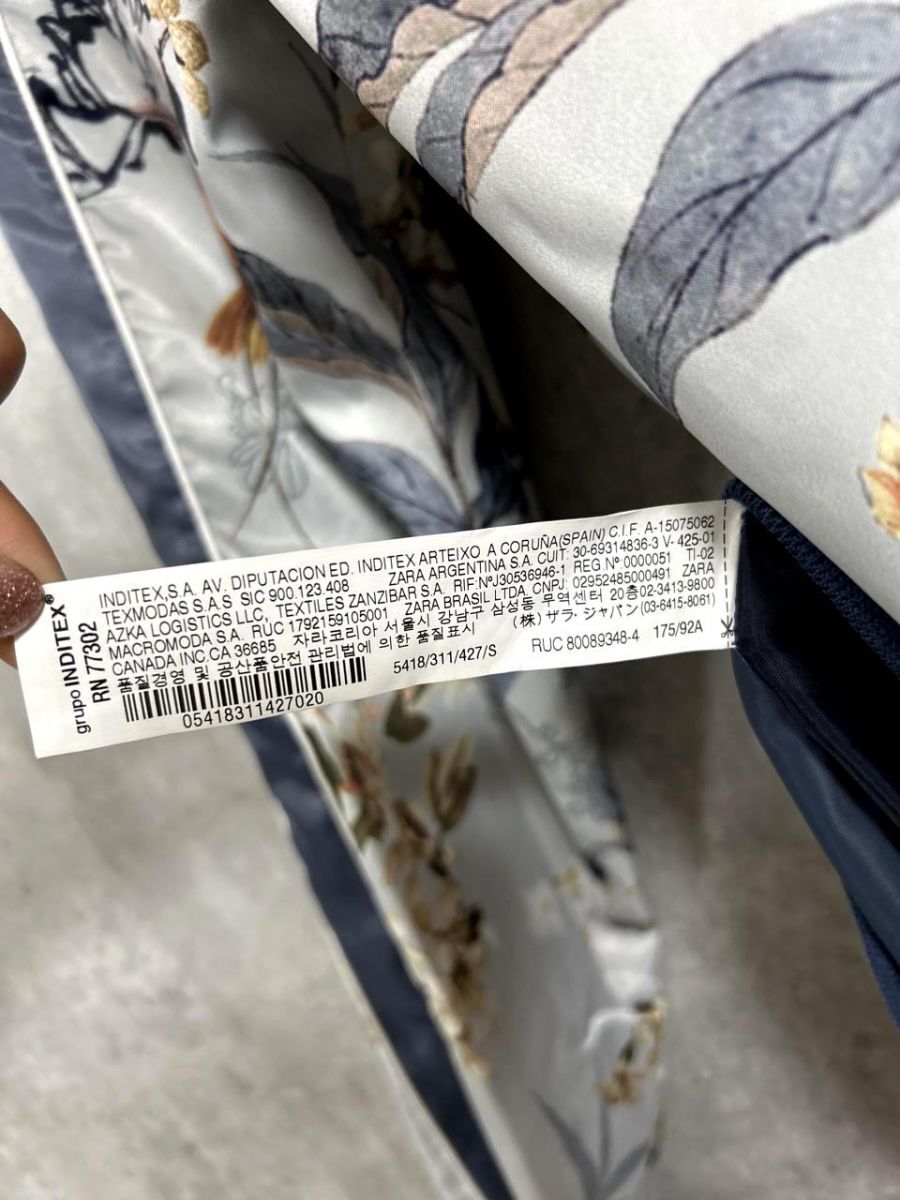 grupo INDITEX®
RN 77302
INDITEX,S.A. AV. DIPUTACION ED. INDITEX ARTEIXO A CORUÑA(SPAIN) C.I.F. A-15075062
TEXMODAS S.A.S SIC 900.123.408 ZARA ARGENTINA S.A. CUIT: 30-69314836-3 V-425-01
AZKA LOGISTICS LLC, TEXTILES ZANZIBAR S.A. RIF:NºJ30536946-1 REG Nº:0000051 TI-02
MACROMODA S.A. RUC 1792159105001 ZARA BRASIL LTDA. CNPJ: 02952485000491 ZARA
CANADA INC.CA 36685 자라코리아 서울시 강남구 삼성동 무역센터 20층02-3413-9800
품질경영 및 공산품안전 관리법에 의한 품질표시 (株) ザラ・ジャパン(03-6415-8061)
5418/311/427/S RUC 80089348-4 175/92A
05418311427020